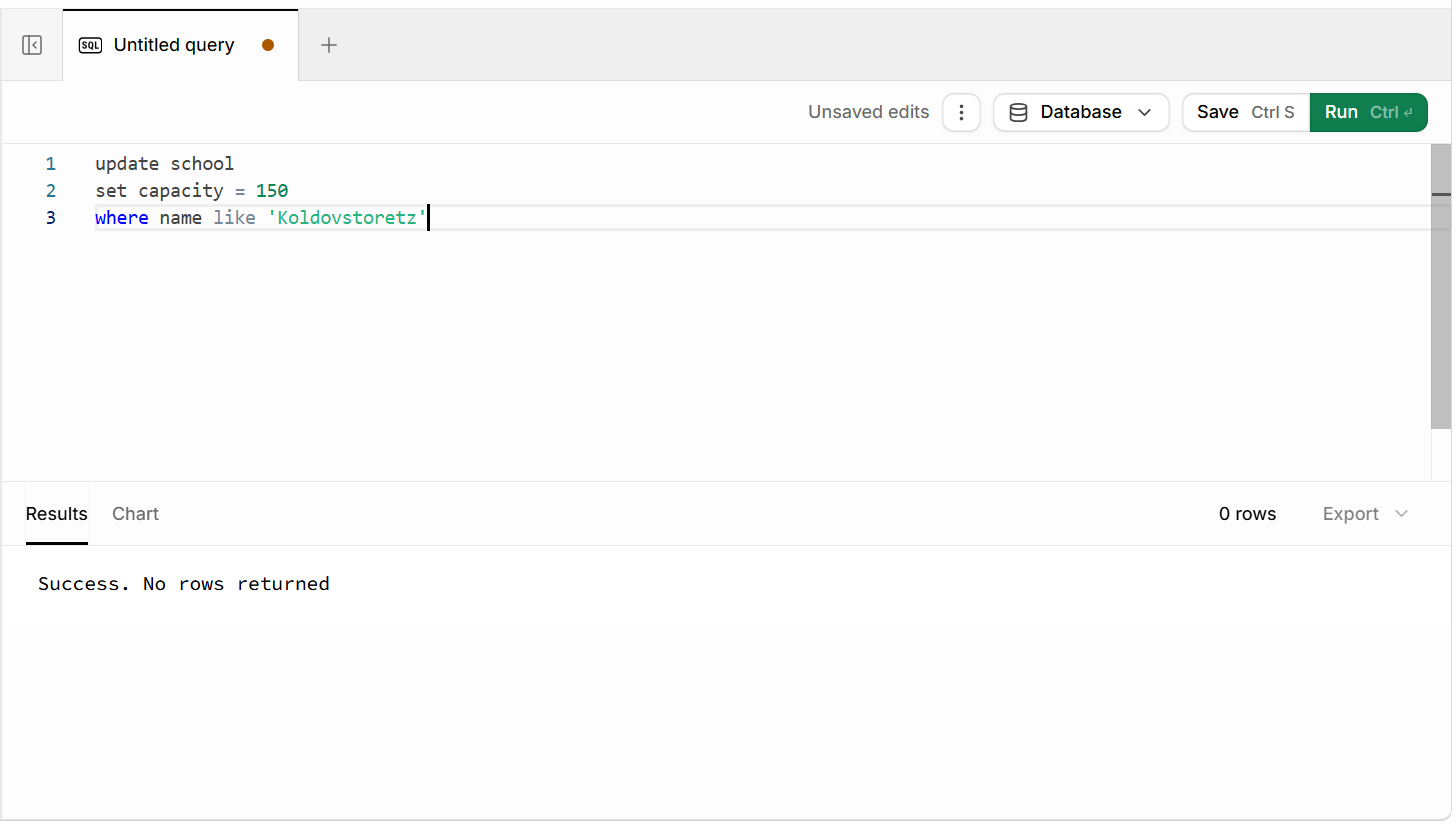 SQL Untitled query
Unsaved edits Database Save Ctrl S Run Ctrl ↵
1 update school
2 set capacity = 150
3 where name like 'Koldovstoretz'
Results Chart 0 rows Export
Success. No rows returned